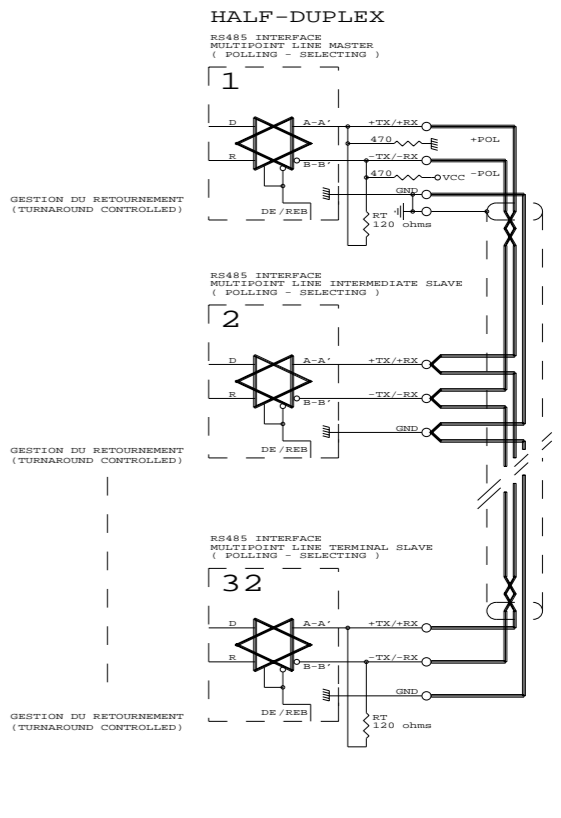 HALF-DUPLEX
RS485 INTERFACE
MULTIPOINT LINE MASTER
( POLLING - SELECTING )
1
D
A-A'
+TX/+RX
470
+POL
R
B-B'
-TX/-RX
470
VCC
-POL
GND
GESTION DU RETOURNEMENT
(TURNAROUND CONTROLLED)
DE/REB
RT
120 ohms
RS485 INTERFACE
MULTIPOINT LINE INTERMEDIATE SLAVE
( POLLING - SELECTING )
2
D
A-A'
+TX/+RX
R
B-B'
-TX/-RX
GND
GESTION DU RETOURNEMENT
(TURNAROUND CONTROLLED)
DE/REB
RS485 INTERFACE
MULTIPOINT LINE TERMINAL SLAVE
( POLLING - SELECTING )
32
D
A-A'
+TX/+RX
R
B-B'
-TX/-RX
GND
GESTION DU RETOURNEMENT
(TURNAROUND CONTROLLED)
DE/REB
RT
120 ohms